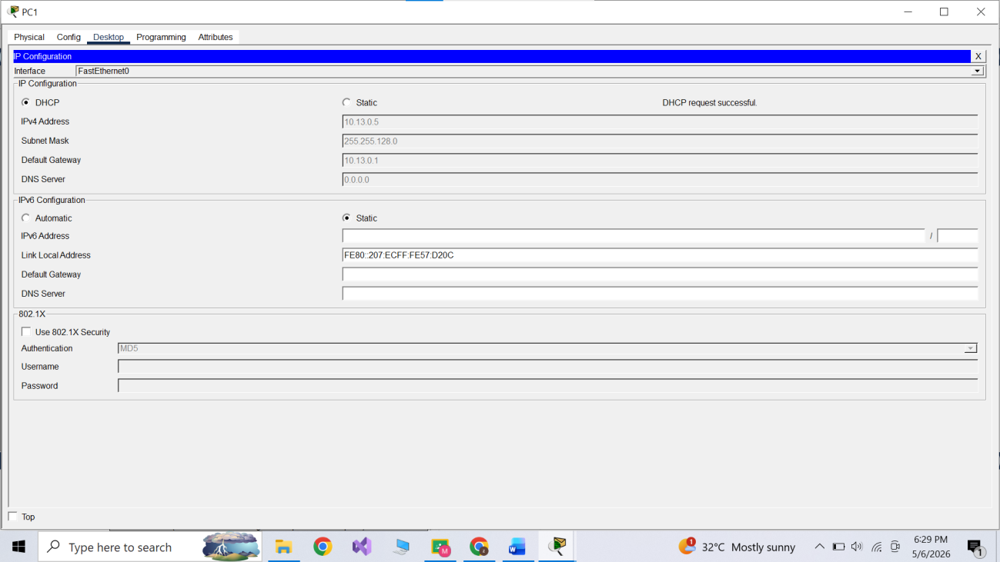 PC1
Physical Config Desktop Programming Attributes
IP Configuration X
Interface FastEthernet0
IP Configuration
DHCP Static DHCP request successful.
IPv4 Address 10.13.0.5
Subnet Mask 255.255.128.0
Default Gateway 10.13.0.1
DNS Server 0.0.0.0
IPv6 Configuration
Automatic Static
IPv6 Address /
Link Local Address FE80::207:ECFF:FE57:D20C
Default Gateway
DNS Server
802.1X
Use 802.1X Security
Authentication MD5
Username
Password
Top
Type here to search 1 32°C Mostly sunny 6:29 PM
5/6/2026 1